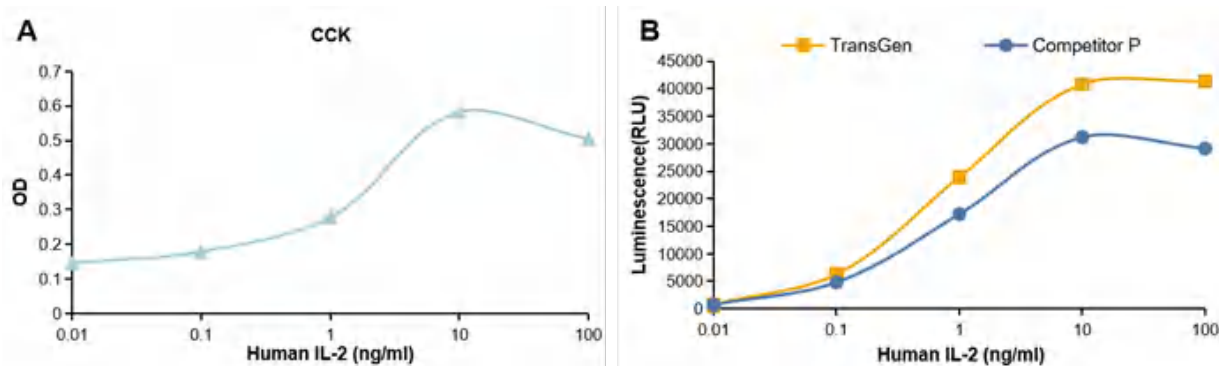 A
CCK
0.7
0.6
0.5
0.4
0.3
0.2
0.1
0
OD
0.01 0.1 1 10 100
Human IL-2 (ng/ml)
B
TransGen Competitor P
45000
40000
35000
30000
25000
20000
15000
10000
5000
0
Luminescence(RLU)
0.01 0.1 1 10 100
Human IL-2 (ng/ml)